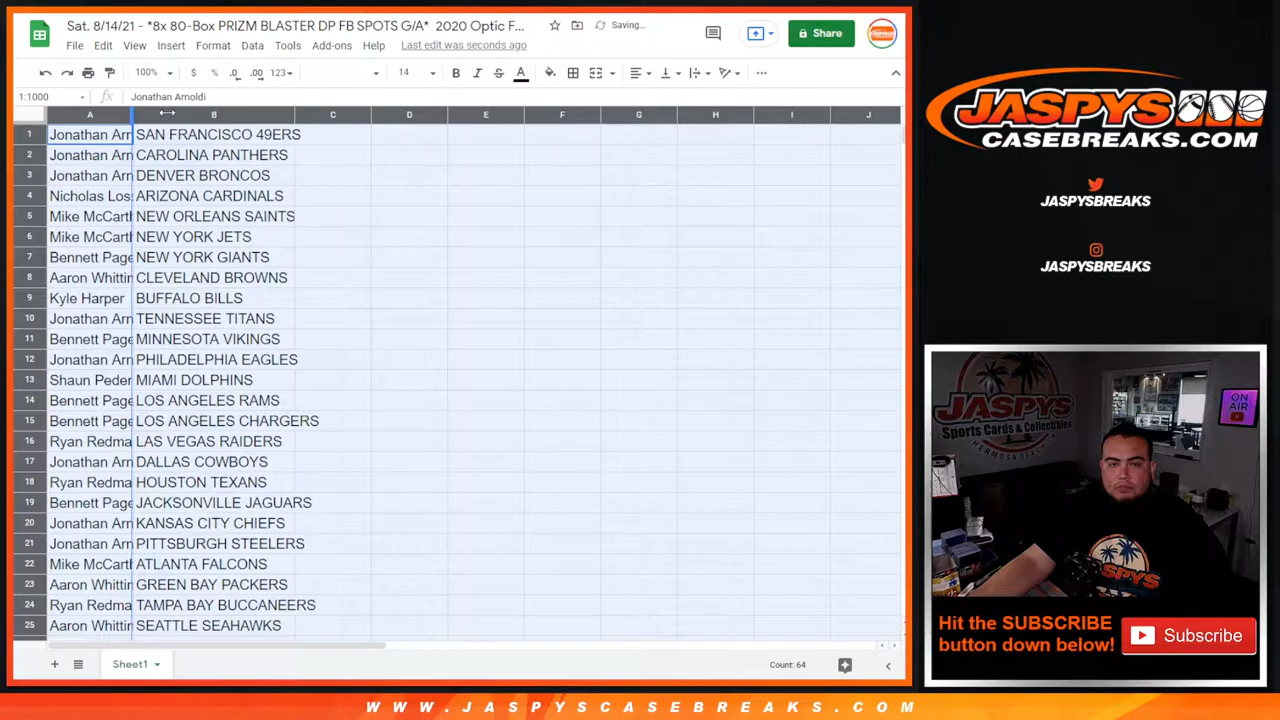 Sat. 8/14/21 - *8x 80-Box PRIZM BLASTER DP FB SPOTS G/A* 2020 Optic F...
Saving...
Share
File Edit View Insert Format Data Tools Add-ons Help Last edit was seconds ago
100% $ % .0 .00 123 14 B I S A
1:1000 fx Jonathan Arnoldi
A B C D E F G H I J
1 Jonathan Arn SAN FRANCISCO 49ERS
2 Jonathan Arn CAROLINA PANTHERS
3 Jonathan Arn DENVER BRONCOS
4 Nicholas Los ARIZONA CARDINALS
5 Mike McCart NEW ORLEANS SAINTS
6 Mike McCart NEW YORK JETS
7 Bennett Page NEW YORK GIANTS
8 Aaron Whittin CLEVELAND BROWNS
9 Kyle Harper BUFFALO BILLS
10 Jonathan Arn TENNESSEE TITANS
11 Bennett Page MINNESOTA VIKINGS
12 Jonathan Arn PHILADELPHIA EAGLES
13 Shaun Peder MIAMI DOLPHINS
14 Bennett Page LOS ANGELES RAMS
15 Bennett Page LOS ANGELES CHARGERS
16 Ryan Redma LAS VEGAS RAIDERS
17 Jonathan Arn DALLAS COWBOYS
18 Ryan Redma HOUSTON TEXANS
19 Bennett Page JACKSONVILLE JAGUARS
20 Jonathan Arn KANSAS CITY CHIEFS
21 Jonathan Arn PITTSBURGH STEELERS
22 Mike McCart ATLANTA FALCONS
23 Aaron Whittin GREEN BAY PACKERS
24 Ryan Redma TAMPA BAY BUCCANEERS
25 Aaron Whittin SEATTLE SEAHAWKS
Sheet1
Count: 64
JASPYS
CASEBREAKS.COM
JASPYSBREAKS
JASPYSBREAKS
JASPYS
Sports Cards & Collectibles
HERMOSA BEACH
ON
AIR
JASPYS
Hit the SUBSCRIBE
button down below!
Subscribe
WWW.JASPYSCASEBREAKS.COM